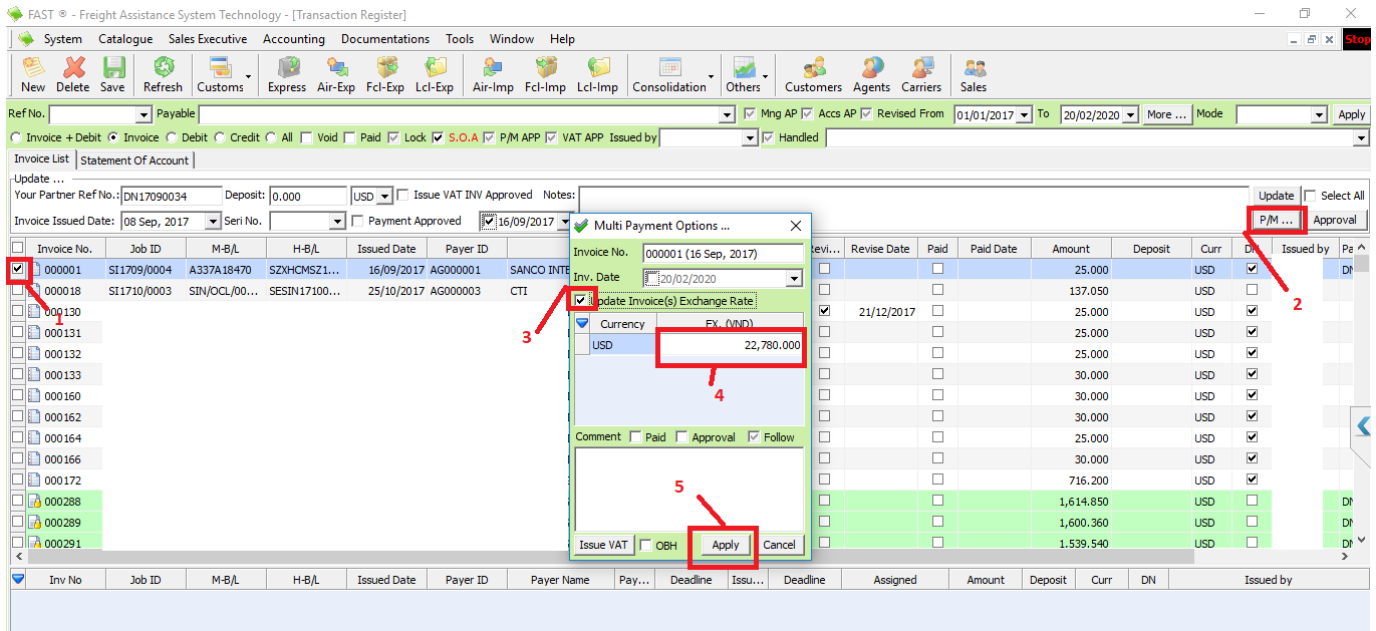 FAST ® - Freight Assistance System Technology - [Transaction Register]
System Catalogue Sales Executive Accounting Documentations Tools Window Help
Stop
New Delete Save Refresh Customs Express Air-Exp Fcl-Exp Lcl-Exp Air-Imp Fcl-Imp Lcl-Imp Consolidation Others Customers Agents Carriers Sales
Ref No. Payable Mng AP Accs AP Revised From 01/01/2017 To 20/02/2020 More ... Mode Apply
Invoice + Debit Invoice Debit Credit All Void Paid Lock S.O.A P/M APP VAT APP Issued by Handled
Invoice List Statement Of Account
Update ...
Your Partner Ref No.: DN17090034 Deposit: 0.000 USD Issue VAT INV Approved Notes: Update Select All
Invoice Issued Date: 08 Sep, 2017 Seri No. Payment Approved 16/09/2017 P/M ... Approval
Invoice No. Job ID M-B/L H-B/L Issued Date Payer ID Revise Date Paid Paid Date Amount Deposit Curr Issued by
000001 SI1709/0004 A337A18470 SZXHCMSZ1... 16/09/2017 AG000001 SANCO INTE 25.000 USD
000018 SI1710/0003 SIN/OCL/00... SESIN17100... 25/10/2017 AG000003 CTI 137.050 USD
000130 21/12/2017 25.000 USD
000131 25.000 USD
000132 25.000 USD
000133 30.000 USD
000160 30.000 USD
000162 30.000 USD
000164 25.000 USD
000166 30.000 USD
000172 716.200 USD
000288 1,614.850 USD
000289 1,600.360 USD
000291 1.539.540 USD
Multi Payment Options ...
Invoice No. 000001 (16 Sep, 2017)
Inv. Date 20/02/2020
Update Invoice(s) Exchange Rate
Currency EX. (VND)
USD 22,780.000
Comment Paid Approval Follow
Issue VAT OBH Apply Cancel
1
2
3
4
5
Inv No Job ID M-B/L H-B/L Issued Date Payer ID Payer Name Pay... Deadline Issu... Deadline Assigned Amount Deposit Curr DN Issued by